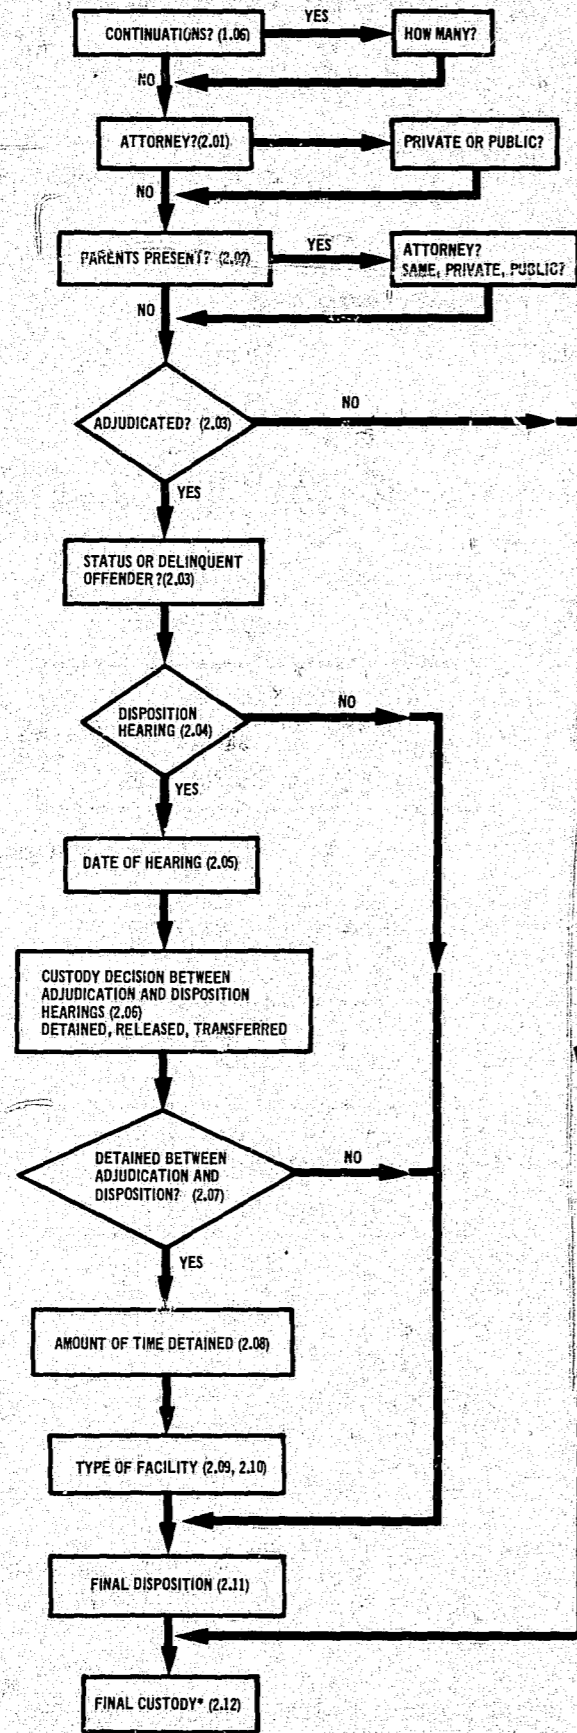 CONTINUATIONS? (1.06)
YES
HOW MANY?
NO
ATTORNEY?(2.01)
PRIVATE OR PUBLIC?
NO
PARENTS PRESENT? (2.02)
YES
ATTORNEY?
SAME, PRIVATE, PUBLIC?
NO
ADJUDICATED? (2.03)
NO
YES
STATUS OR DELINQUENT
OFFENDER?(2.03)
DISPOSITION
HEARING (2.04)
NO
YES
DATE OF HEARING (2.05)
CUSTODY DECISION BETWEEN
ADJUDICATION AND DISPOSITION
HEARINGS (2.06)
DETAINED, RELEASED, TRANSFERRED
DETAINED BETWEEN
ADJUDICATION AND
DISPOSITION? (2.07)
NO
YES
AMOUNT OF TIME DETAINED (2.08)
TYPE OF FACILITY (2.09, 2.10)
FINAL DISPOSITION (2.11)
FINAL CUSTODY* (2.12)